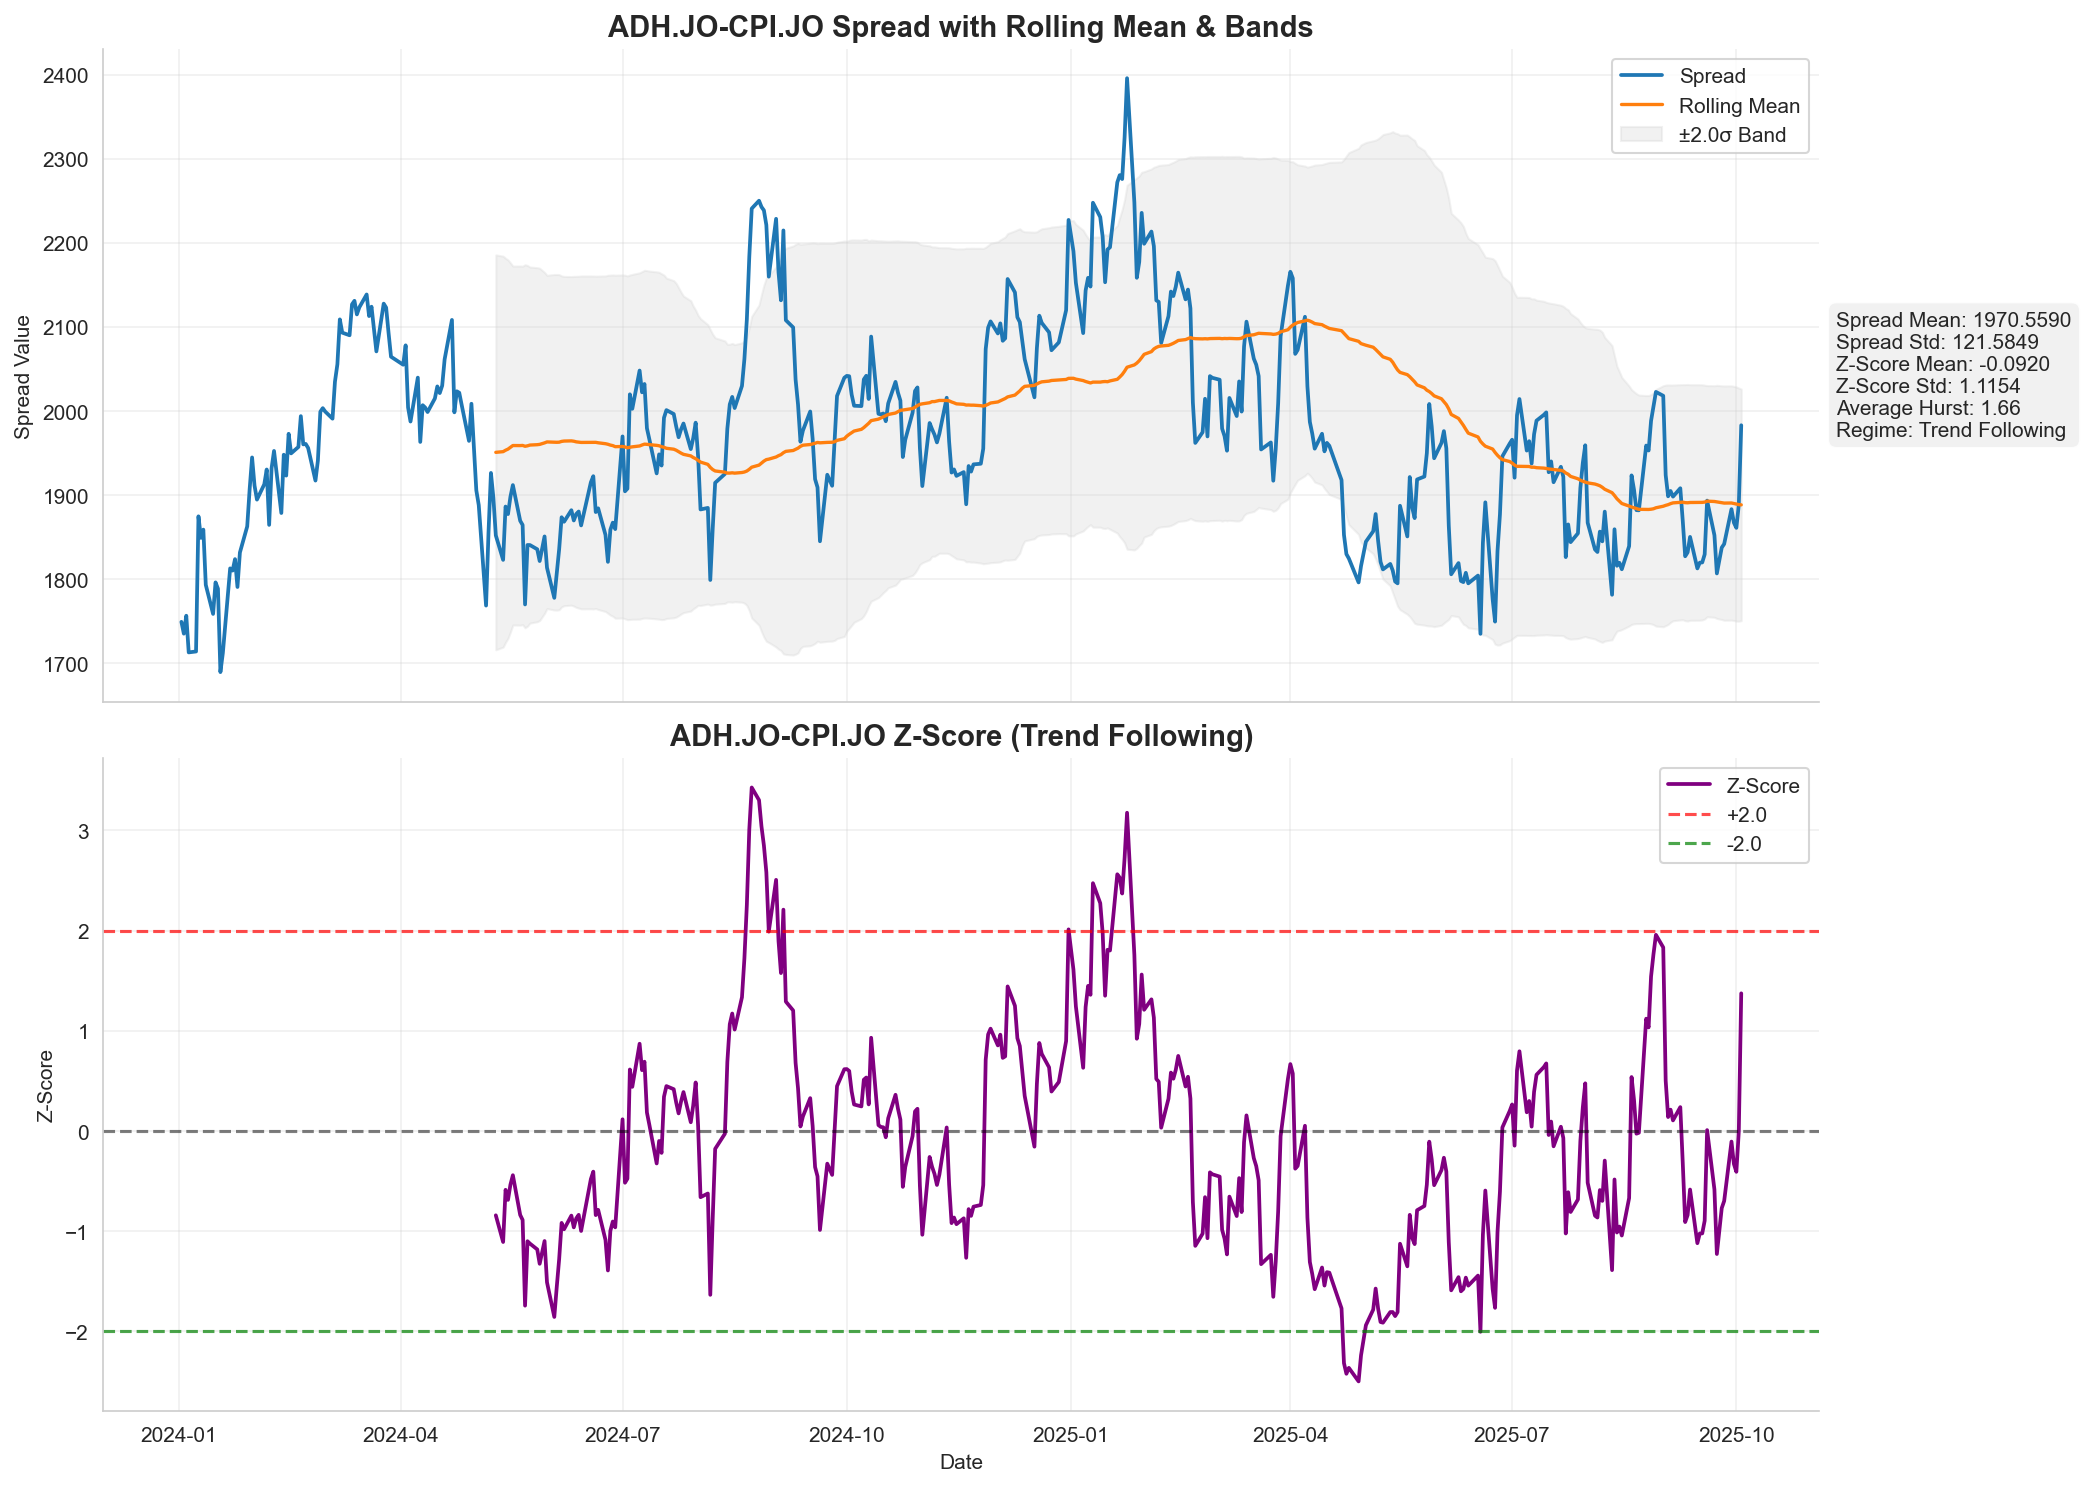 ADH.JO-CPI.JO Spread with Rolling Mean & Bands
Spread Value
2400
2300
2200
2100
2000
1900
1800
1700
Spread
Rolling Mean
±2.0σ Band
Spread Mean: 1970.5590
Spread Std: 121.5849
Z-Score Mean: -0.0920
Z-Score Std: 1.1154
Average Hurst: 1.66
Regime: Trend Following
ADH.JO-CPI.JO Z-Score (Trend Following)
Z-Score
3
2
1
0
−1
−2
Z-Score
+2.0
-2.0
2024-01
2024-04
2024-07
2024-10
2025-01
2025-04
2025-07
2025-10
Date